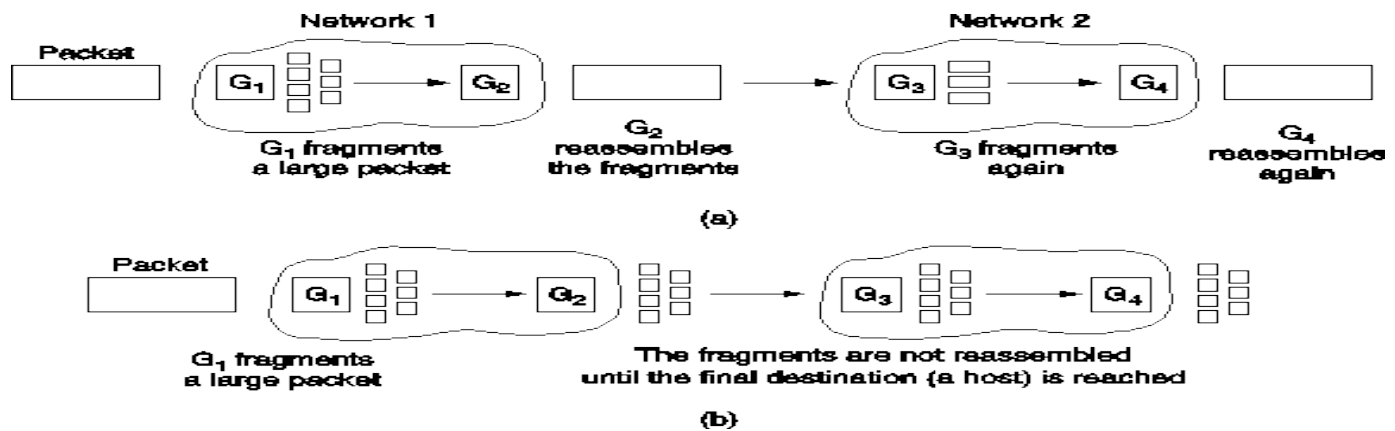 Network 1
Network 2
Packet
G1
G2
G3
G4
G1 fragments
a large packet
G2
reassembles
the fragments
G3 fragments
again
G4
reassembles
again
(a)
Packet
G1
G2
G3
G4
G1 fragments
a large packet
The fragments are not reassembled
until the final destination (a host) is reached
(b)